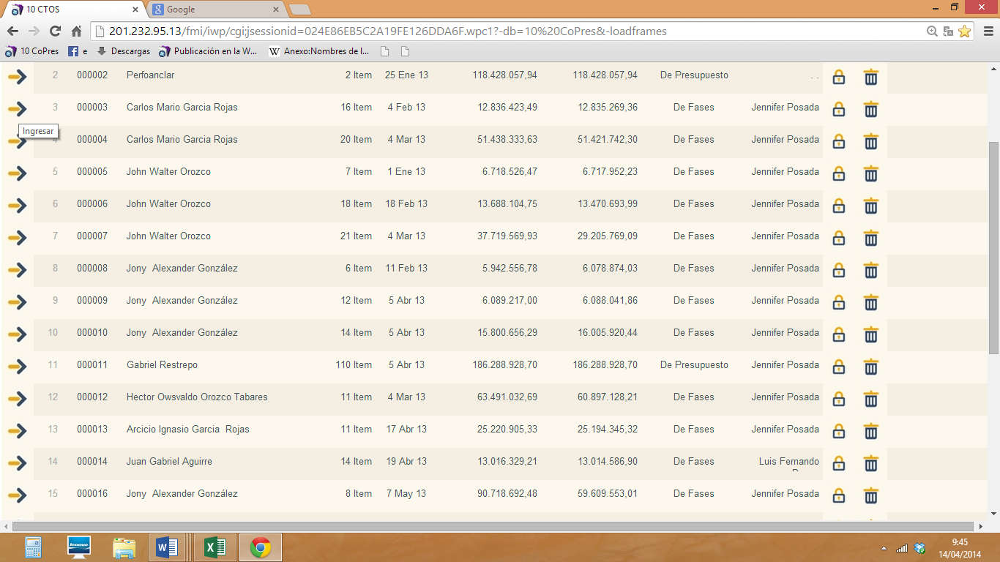 10 CTOS
Google
201.232.95.13/fmi/iwp/cgi;jsessionid=024E86EB5C2A19FE126DDA6F.wpc1?-db=10%20CoPres&-loadframes
10 CoPres e Descargas Publicación en la W... W Anexo:Nombres de l...
2 000002 Perfoanclar 2 Item 25 Ene 13 118.428.057,94 118.428.057,94 De Presupuesto . .
3 000003 Carlos Mario Garcia Rojas 16 Item 4 Feb 13 12.836.423,49 12.835.269,36 De Fases Jennifer Posada
Ingresar
4 000004 Carlos Mario Garcia Rojas 20 Item 4 Mar 13 51.438.333,63 51.421.742,30 De Fases Jennifer Posada
5 000005 John Walter Orozco 7 Item 1 Ene 13 6.718.526,47 6.717.952,23 De Fases Jennifer Posada
6 000006 John Walter Orozco 18 Item 18 Feb 13 13.688.104,75 13.470.693,99 De Fases Jennifer Posada
7 000007 John Walter Orozco 21 Item 4 Mar 13 37.719.569,93 29.205.769,09 De Fases Jennifer Posada
8 000008 Jony Alexander González 6 Item 11 Feb 13 5.942.556,78 6.078.874,03 De Fases Jennifer Posada
9 000009 Jony Alexander González 12 Item 5 Abr 13 6.089.217,00 6.088.041,86 De Fases Jennifer Posada
10 000010 Jony Alexander González 14 Item 5 Abr 13 15.800.656,29 16.005.920,44 De Fases Jennifer Posada
11 000011 Gabriel Restrepo 110 Item 5 Abr 13 186.288.928,70 186.288.928,70 De Presupuesto Jennifer Posada
12 000012 Hector Owsvaldo Orozco Tabares 11 Item 4 Mar 13 63.491.032,69 60.897.128,21 De Fases Jennifer Posada
13 000013 Arcicio Ignasio Garcia Rojas 11 Item 17 Abr 13 25.220.905,33 25.194.345,32 De Fases Jennifer Posada
14 000014 Juan Gabriel Aguirre 14 Item 19 Abr 13 13.016.329,21 13.014.586,90 De Fases Luis Fernando
15 000016 Jony Alexander González 8 Item 7 May 13 90.718.692,48 59.609.553,01 De Fases Jennifer Posada
lenovo
9:45
14/04/2014